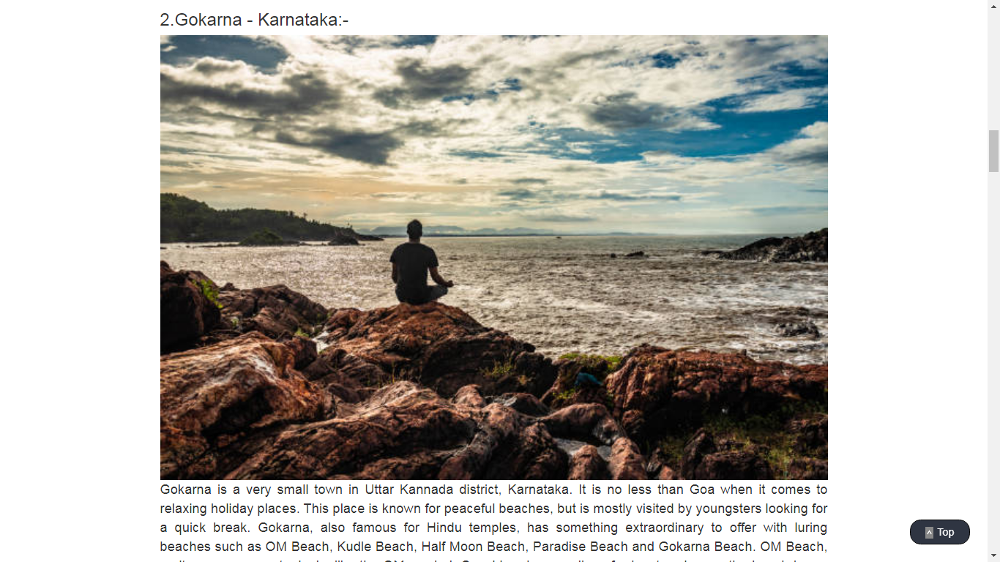 2.Gokarna - Karnataka:-
Gokarna is a very small town in Uttar Kannada district, Karnataka. It is no less than Goa when it comes to
relaxing holiday places. This place is known for peaceful beaches, but is mostly visited by youngsters looking for
a quick break. Gokarna, also famous for Hindu temples, has something extraordinary to offer with luring
beaches such as OM Beach, Kudle Beach, Half Moon Beach, Paradise Beach and Gokarna Beach. OM Beach,
Top